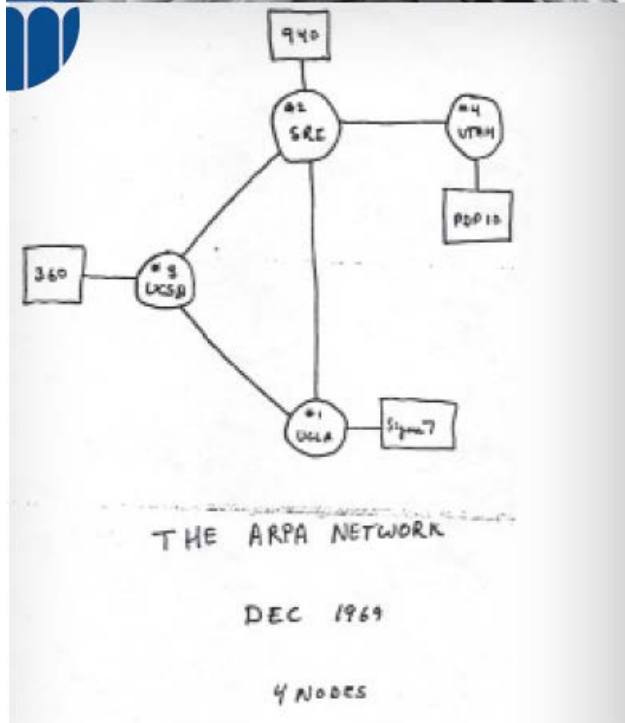 940
#2
SRI
#4
UTAH
PDP 10
360
#3
UCSB
#1
UCLA
Sigma 7
THE ARPA NETWORK
DEC 1969
4 NODES